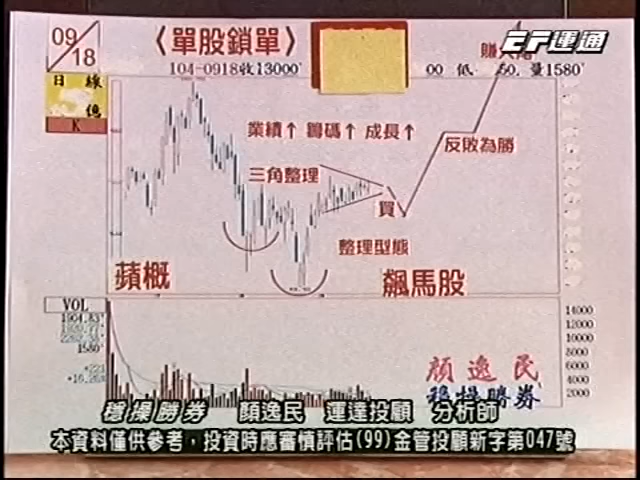 09/18
〈單股鎖單〉
EF運通
104-0918收13000
00 低 50. 量1580
日線
K
業績↑ 籌碼↑ 成長↑
反敗為勝
三角整理
買
整理型態
蘋概
飆馬股
VOL
1580
14000
12000
10000
8000
6000
4000
2000
顏逸民
穩操勝券
穩操勝券 顏逸民 運達投顧 分析師
本資料僅供參考，投資時應審慎評估(99)金管投顧新字第047號